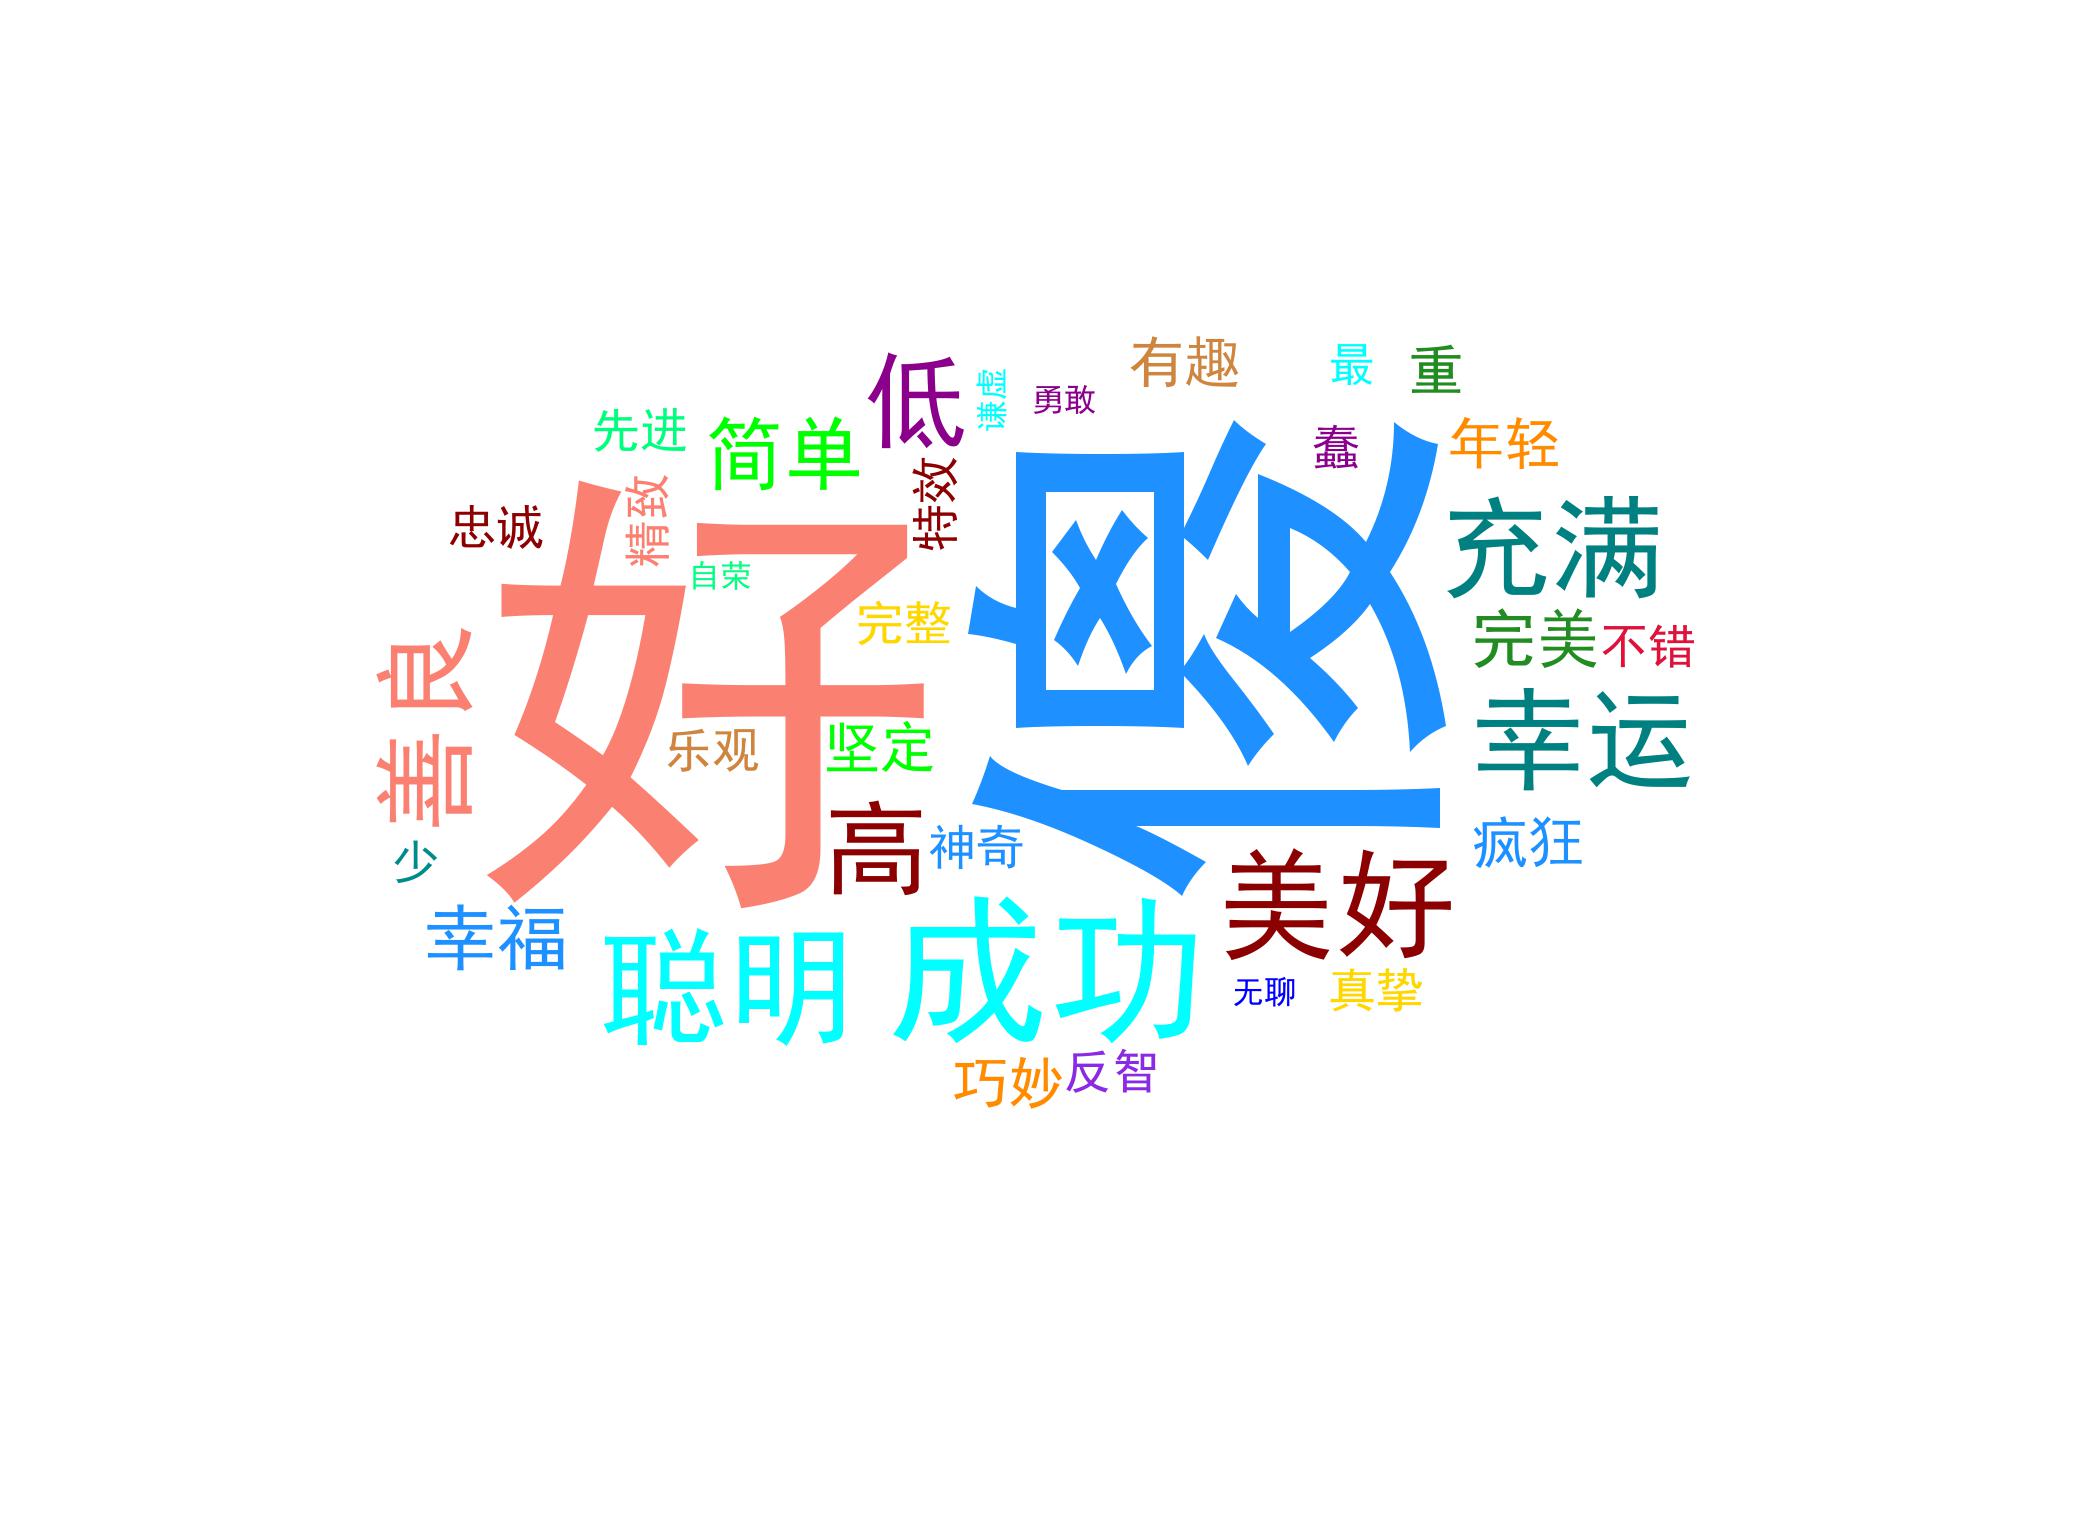 有趣
最
重
低
谦虚
勇敢
先进
简单
蠢
年轻
忠诚
精致
特效
好
傻
充满
自荣
完整
完美
不错
善良
乐观
坚定
幸运
高
神奇
疯狂
少
美好
幸福
聪明
成功
无聊
真挚
巧妙
反智